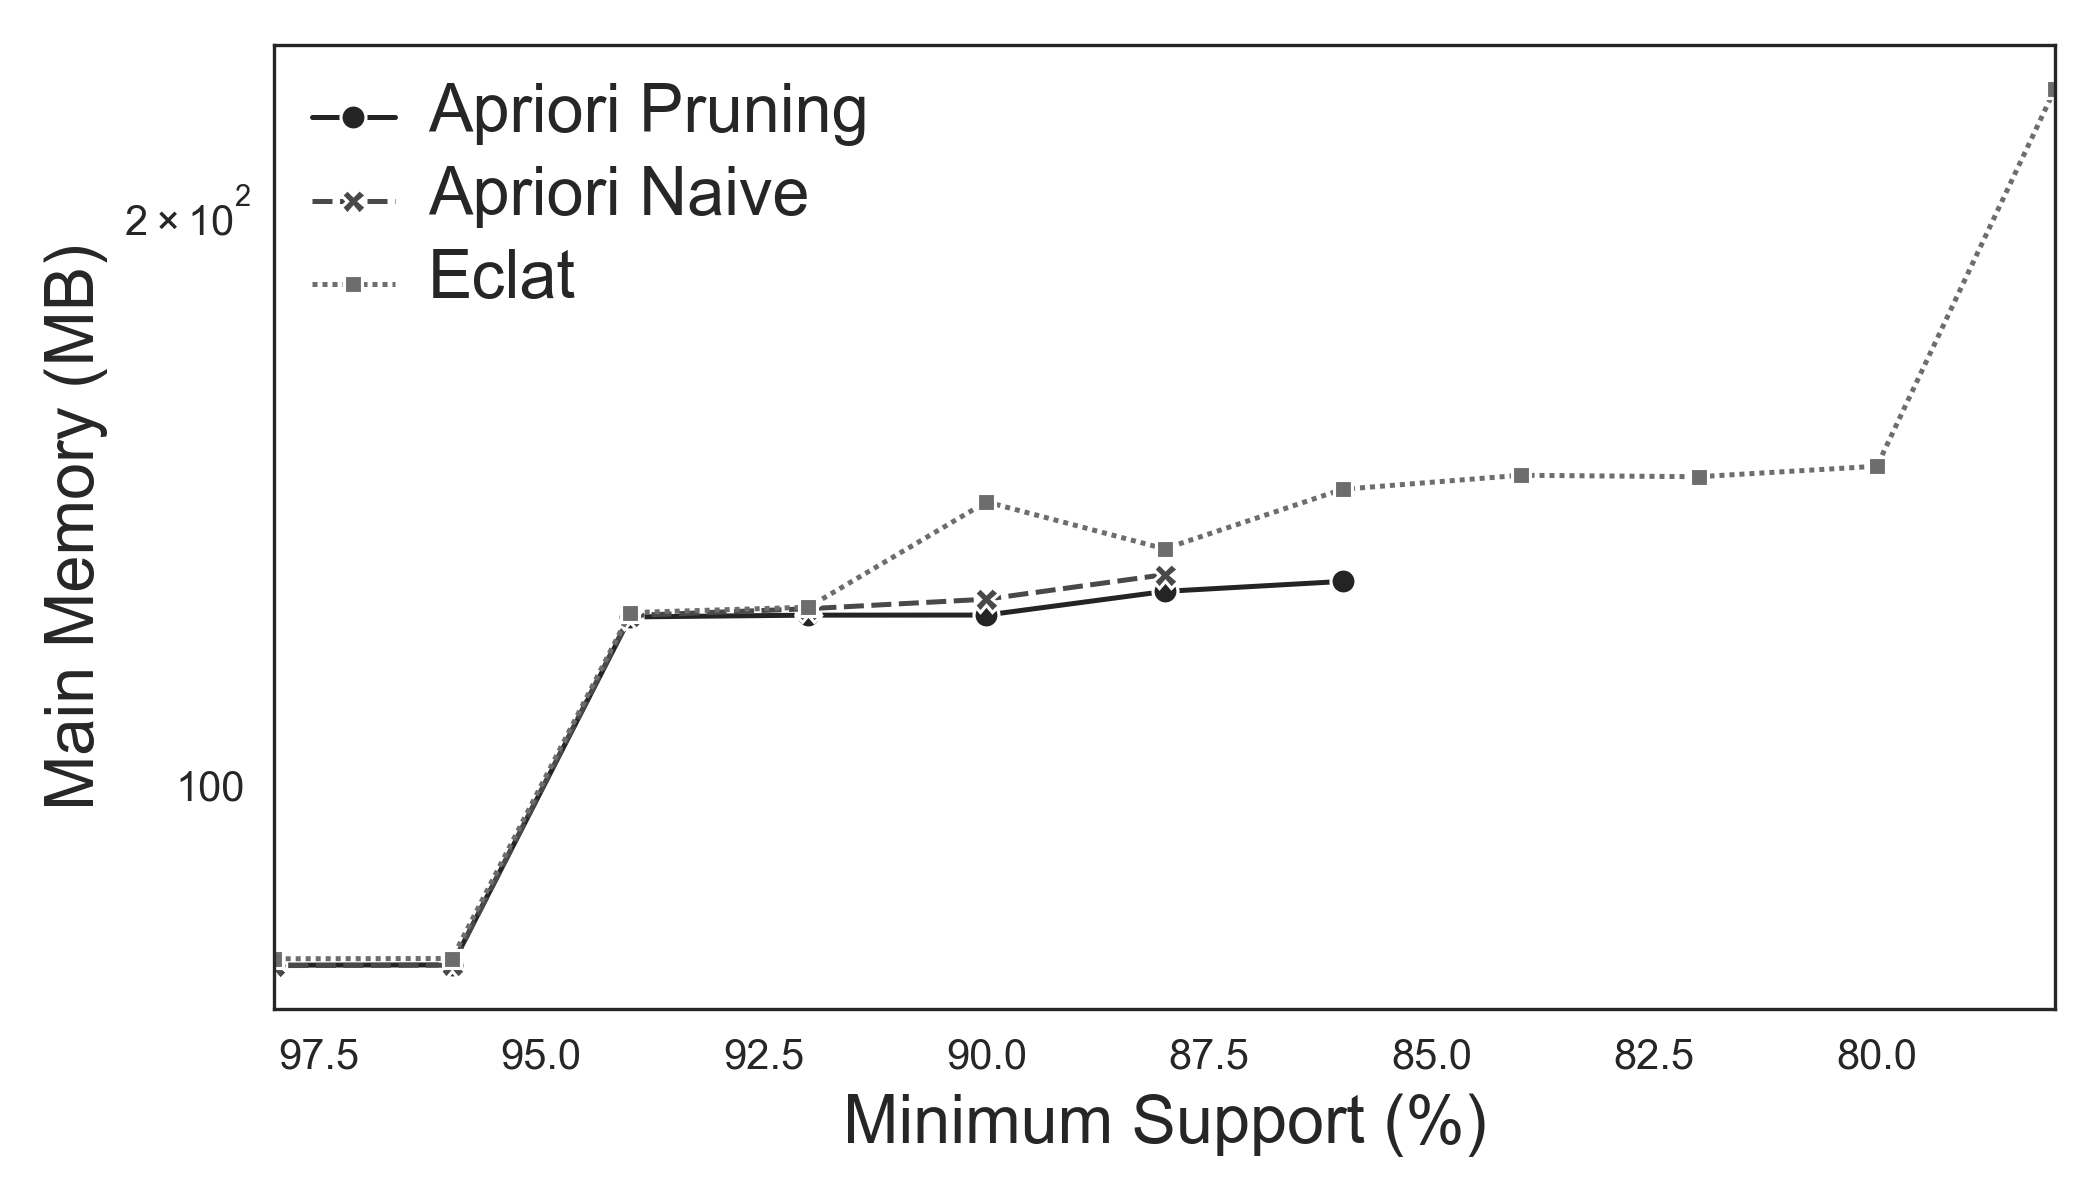 Apriori Pruning
Apriori Naive
Eclat
2 × 10²
100
Main Memory (MB)
97.5 95.0 92.5 90.0 87.5 85.0 82.5 80.0
Minimum Support (%)